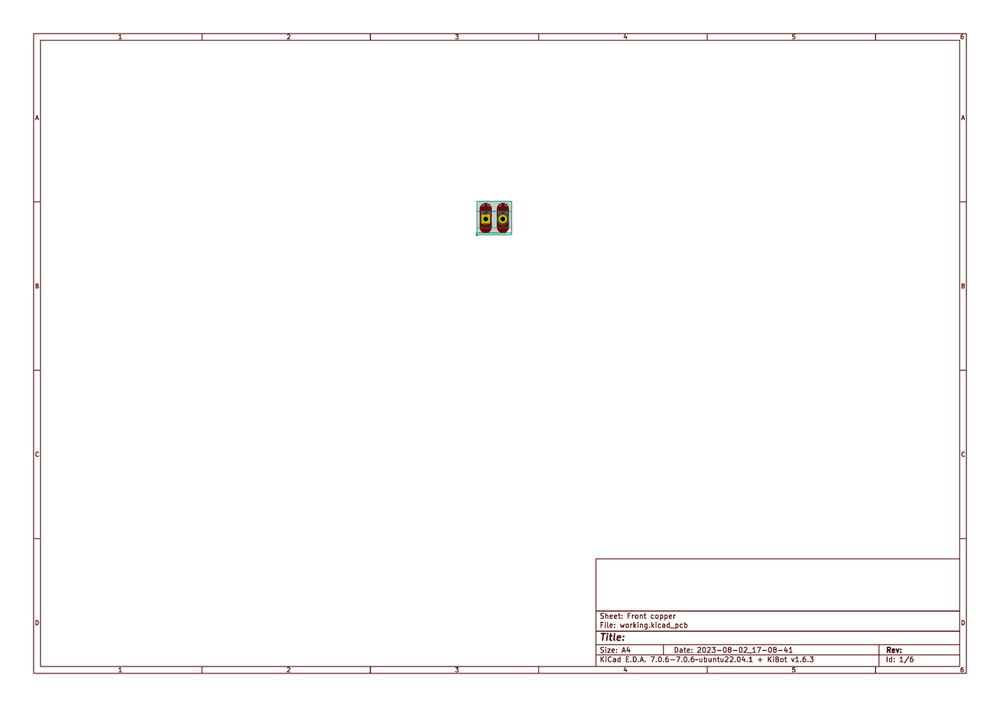 1 2 3 4 5 6
A A
B B
C C
D D
Sheet: Front copper
File: working.kicad_pcb
Title:
Size: A4 Date: 2023-08-02_17-08-41 Rev:
KiCad E.D.A. 7.0.6-7.0.6~ubuntu22.04.1 + KiBot v1.6.3 Id: 1/6
1 2 3 4 5 6